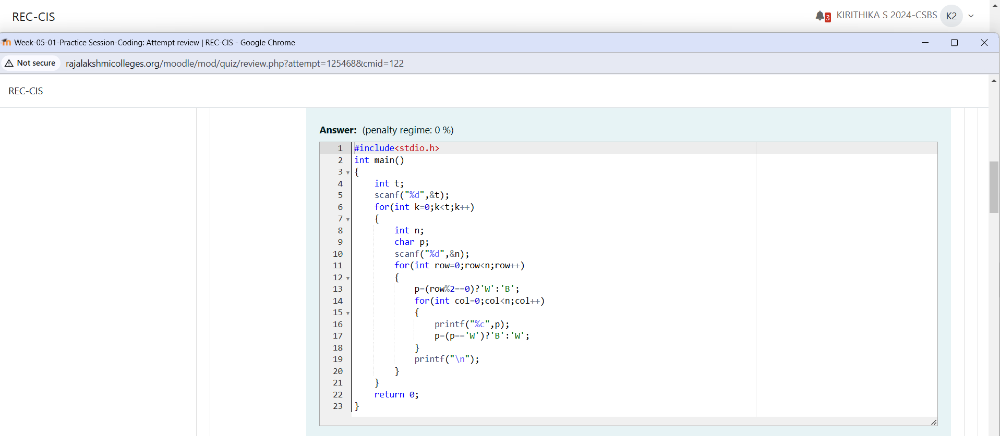 REC-CIS
3 KIRITHIKA S 2024-CSBS K2
Week-05-01-Practice Session-Coding: Attempt review | REC-CIS - Google Chrome
Not secure rajalakshmicolleges.org/moodle/mod/quiz/review.php?attempt=125468&cmid=122
REC-CIS
Answer: (penalty regime: 0 %)
1 #include<stdio.h>
2 int main()
3 {
4     int t;
5     scanf("%d",&t);
6     for(int k=0;k<t;k++)
7     {
8         int n;
9         char p;
10         scanf("%d",&n);
11         for(int row=0;row<n;row++)
12         {
13             p=(row%2==0)?'W':'B';
14             for(int col=0;col<n;col++)
15             {
16                 printf("%c",p);
17                 p=(p=='W')?'B':'W';
18             }
19             printf("\n");
20         }
21     }
22     return 0;
23 }